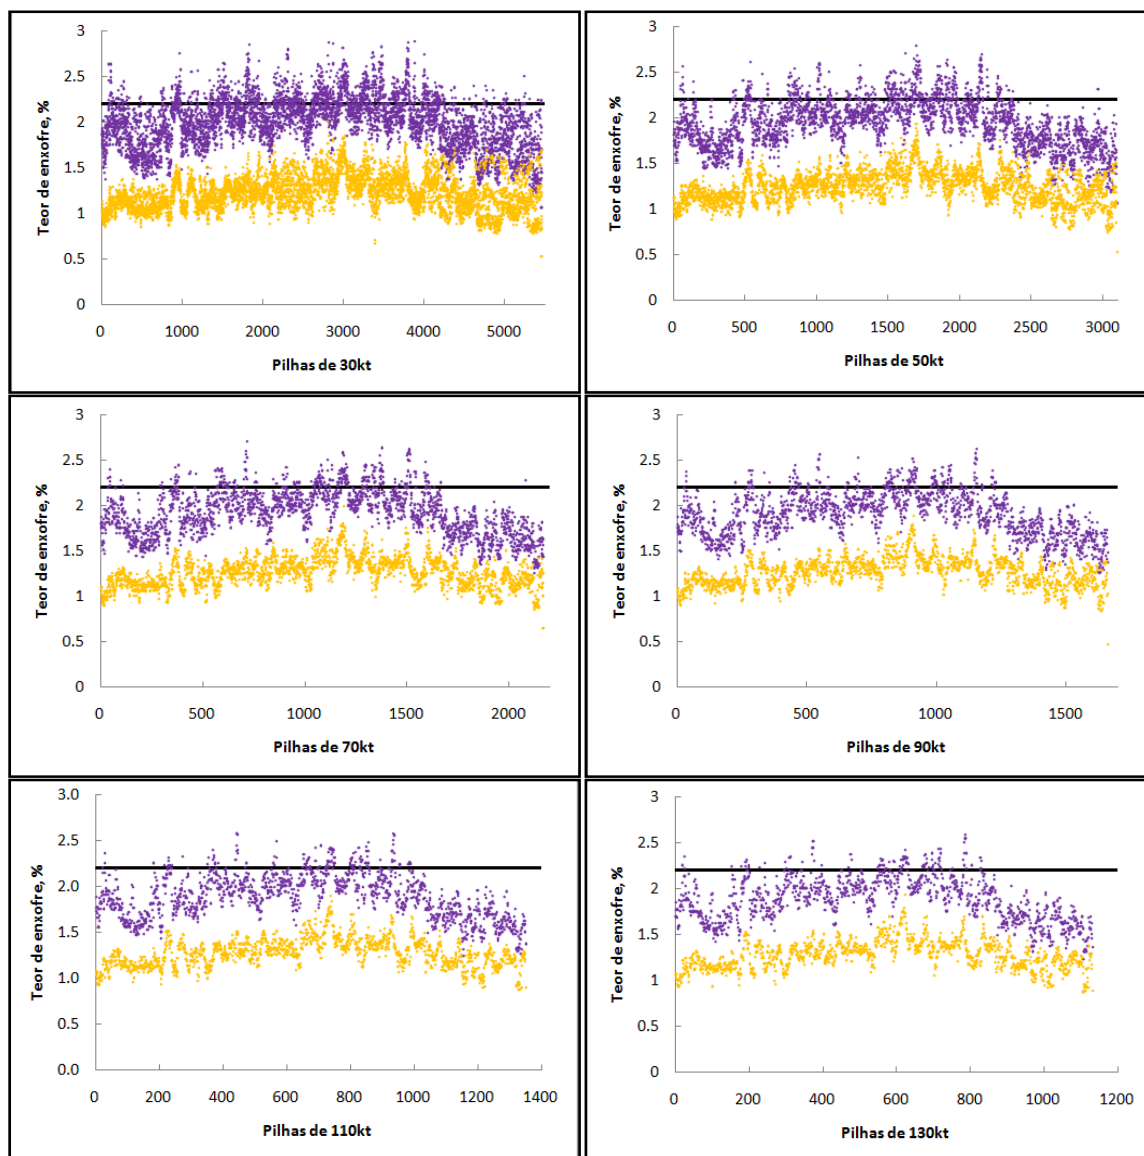 3
2.5
2
1.5
1
0.5
0
Teor de enxofre, %
0 1000 2000 3000 4000 5000
Pilhas de 30kt
3
2.5
2
1.5
1
0.5
0
Teor de enxofre, %
0 500 1000 1500 2000 2500 3000
Pilhas de 50kt
3
2.5
2
1.5
1
0.5
0
Teor de enxofre, %
0 500 1000 1500 2000
Pilhas de 70kt
3
2.5
2
1.5
1
0.5
0
Teor de enxofre, %
0 500 1000 1500
Pilhas de 90kt
3.0
2.5
2.0
1.5
1.0
0.5
0.0
Teor de enxofre, %
0 200 400 600 800 1000 1200 1400
Pilhas de 110kt
3
2.5
2
1.5
1
0.5
0
Teor de enxofre, %
0 200 400 600 800 1000 1200
Pilhas de 130kt